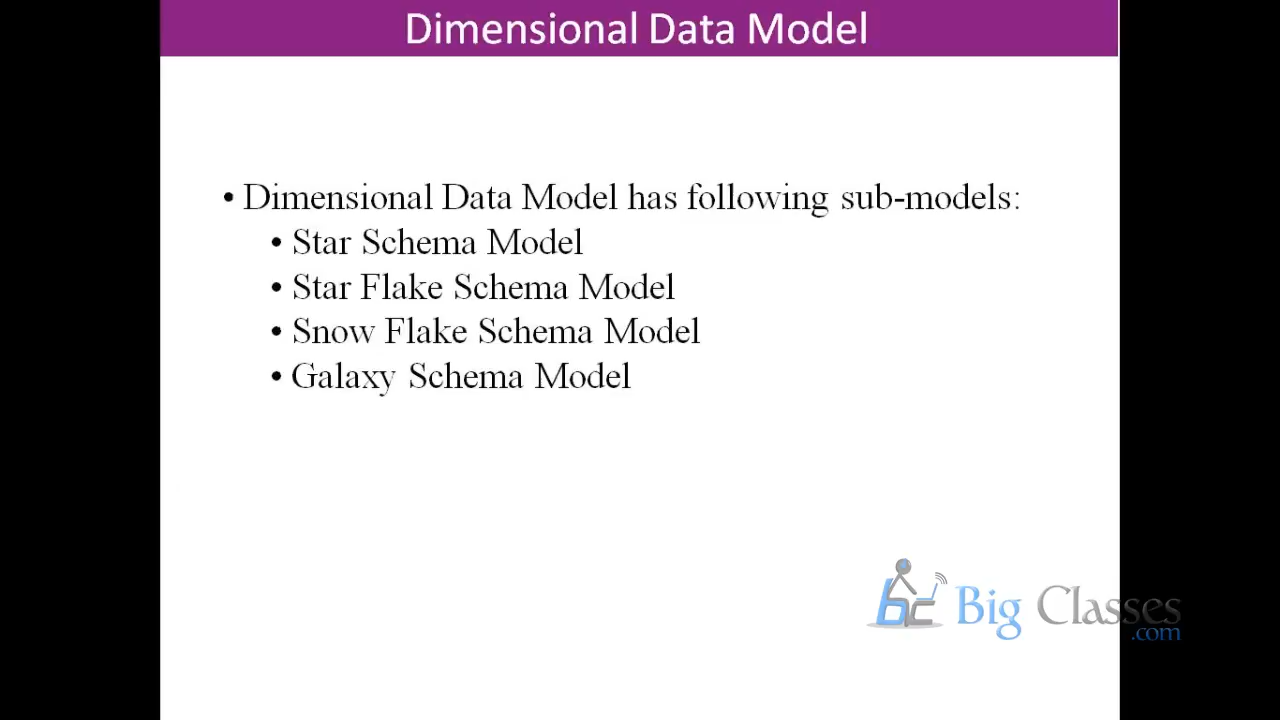 Dimensional Data Model
• Dimensional Data Model has following sub-models:
• Star Schema Model
• Star Flake Schema Model
• Snow Flake Schema Model
• Galaxy Schema Model
bc Big Classes
.com